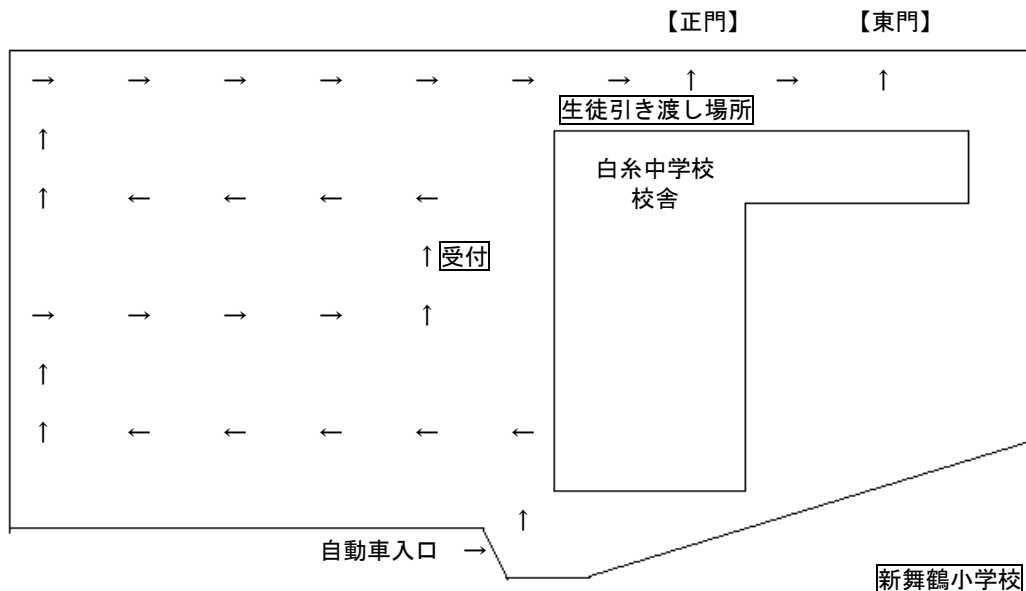 【正門】 【東門】
→ → → → → → → ↑ → ↑
生徒引き渡し場所
↑
白糸中学校
校舎
↑ ← ← ← ←
↑ 受付
→ → → → ↑
↑
↑ ← ← ← ← ←
↑
自動車入口 →
新舞鶴小学校